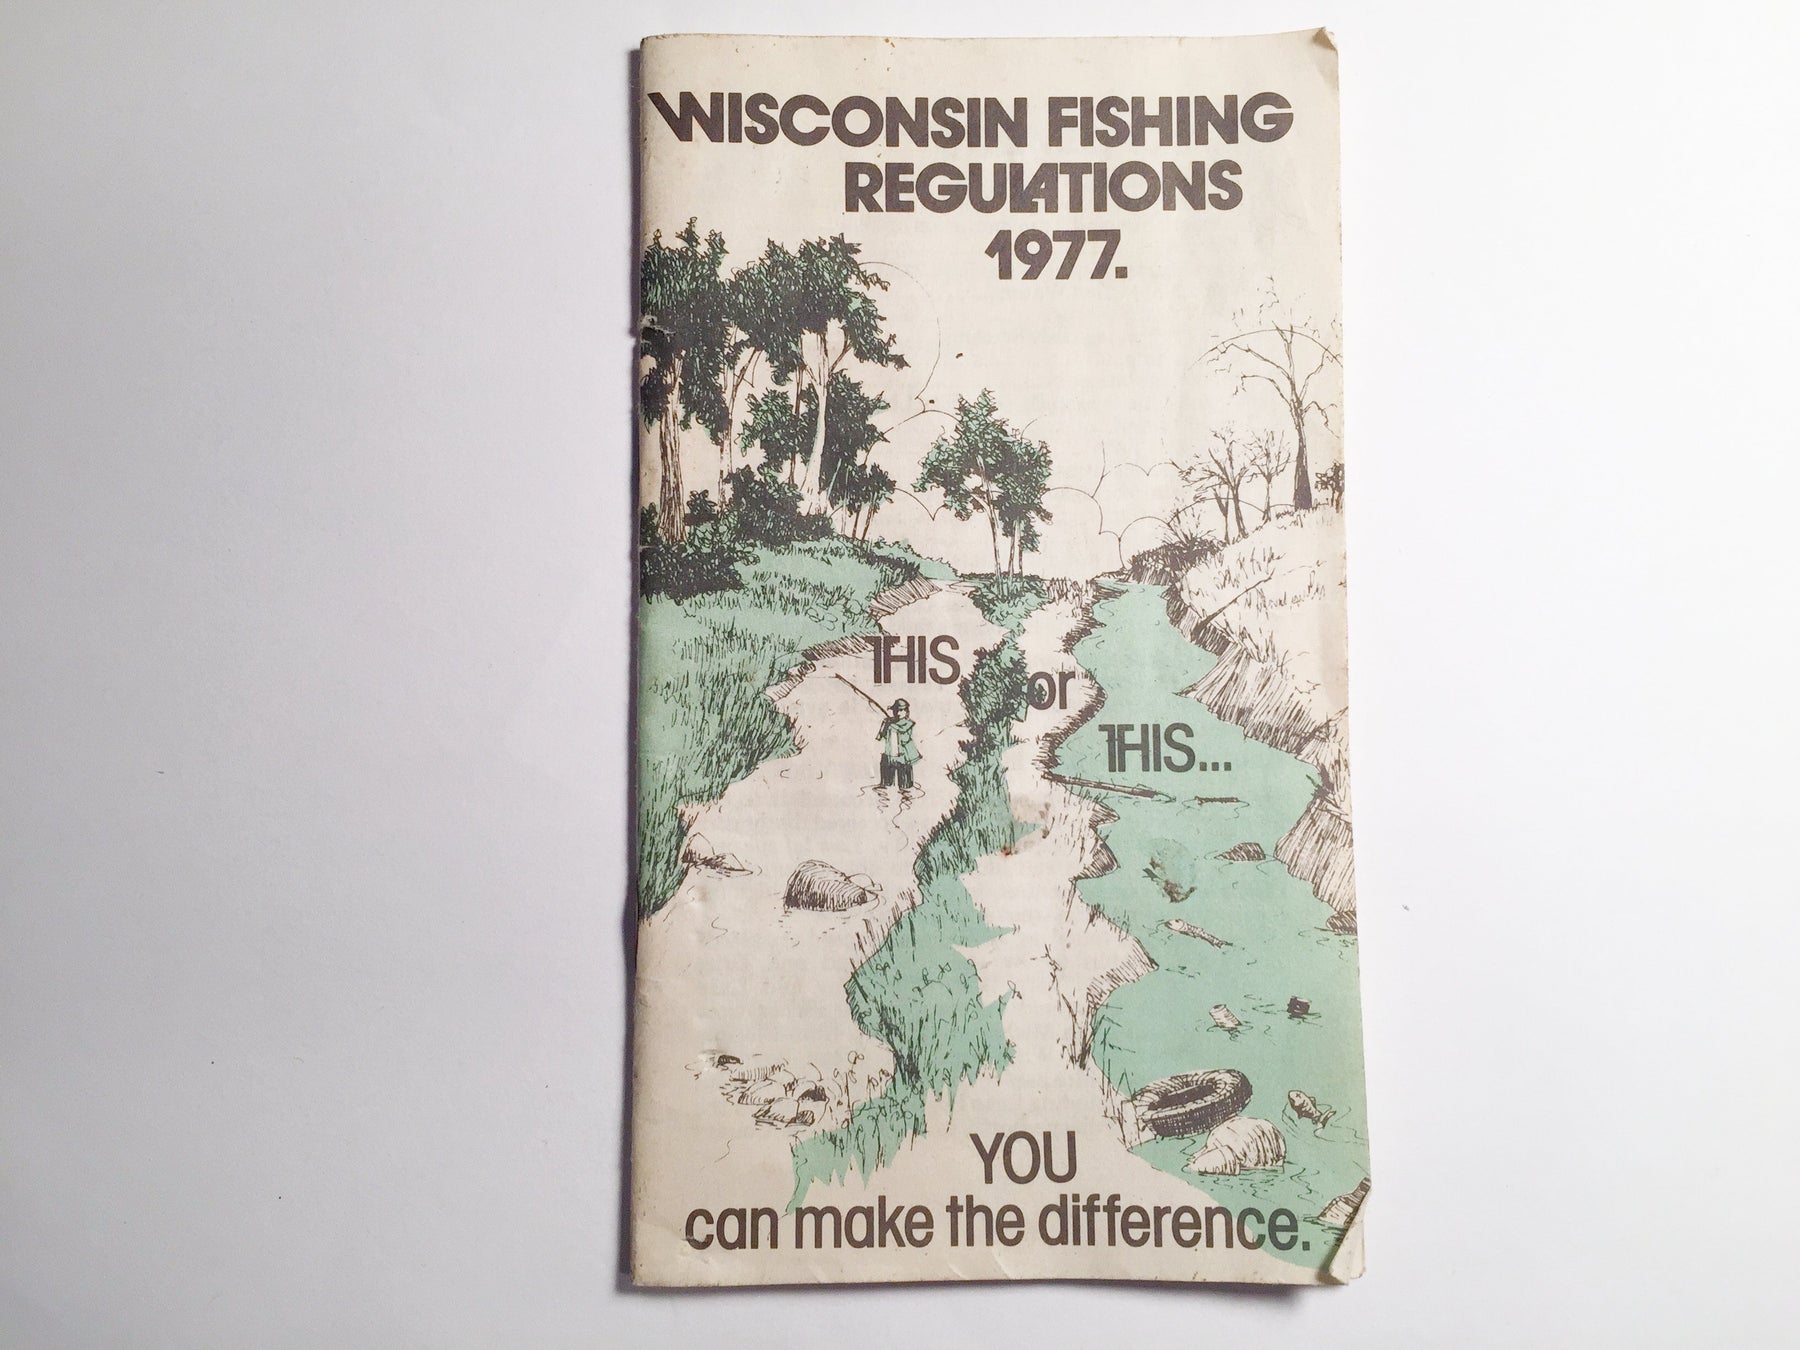 WISCONSIN FISHING
REGULATIONS
1977.
THIS
or
THIS...
YOU
can make the difference.